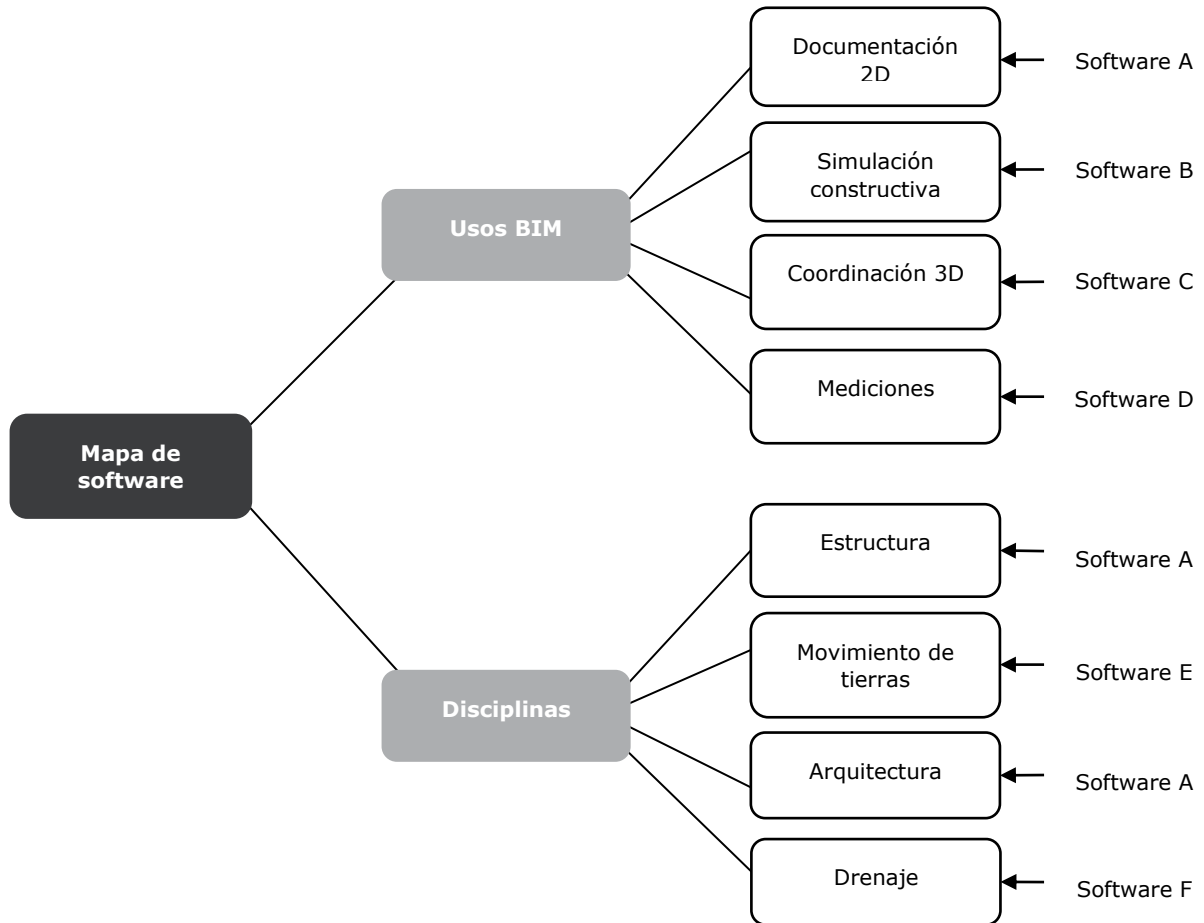 Documentación
2D
Software A
Simulación
constructiva
Software B
Usos BIM
Coordinación 3D
Software C
Mediciones
Software D
Mapa de
software
Estructura
Software A
Movimiento de
tierras
Software E
Disciplinas
Arquitectura
Software A
Drenaje
Software F